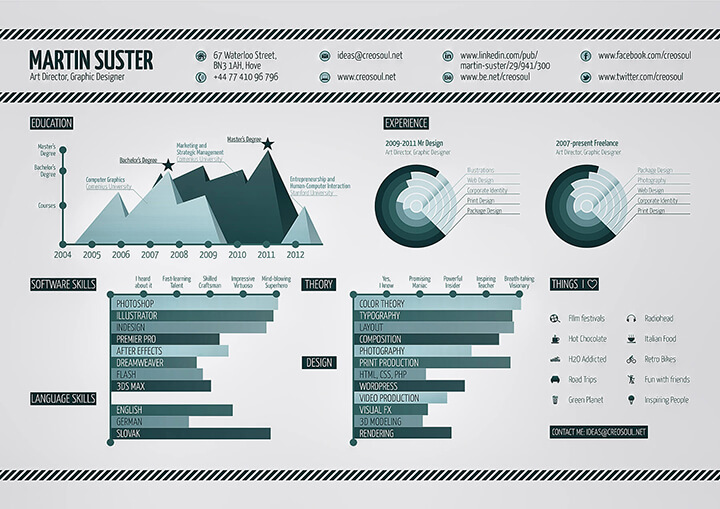 MARTIN SUSTER
Art Director, Graphic Designer
67 Waterloo Street,
BN3 1AH, Hove
+44 77 410 96 796
ideas@creosoul.net
www.creosoul.net
www.linkedin.com/pub/
martin-suster/29/941/300
www.be.net/creosoul
www.facebook.com/creosoul
www.twitter.com/creosoul
EDUCATION
Master's
Degree
Bachelor's
Degree
Courses
Computer Graphics
Comenius University
Bachelor's Degree
Marketing and
Strategic Management
Comenius University
Master's Degree
Entrepreneurship and
Human-Computer Interaction
Stanford University
2004 2005 2006 2007 2008 2009 2010 2011 2012
EXPERIENCE
2009-2011 Mr Design
Art Director, Graphic Designer
Illustrations
Web Design
Corporate Identity
Print Design
Package Design
2007-present Freelance
Art Director, Graphic Designer
Package Design
Photography
Web Design
Corporate Identity
Print Design
SOFTWARE SKILLS
I heard
about it
Fast-learning
Talent
Skilled
Craftsman
Impressive
Virtuoso
Mind-blowing
Superhero
PHOTOSHOP
ILLUSTRATOR
INDESIGN
PREMIER PRO
AFTER EFFECTS
DREAMWEAVER
FLASH
3DS MAX
LANGUAGE SKILLS
ENGLISH
GERMAN
SLOVAK
THEORY
Yes,
I know
Promising
Maniac
Powerful
Insider
Inspiring
Teacher
Breath-taking
Visionary
COLOR THEORY
TYPOGRAPHY
LAYOUT
COMPOSITION
PHOTOGRAPHY
DESIGN
PRINT PRODUCTION
HTML, CSS, PHP
WORDPRESS
VIDEO PRODUCTION
VISUAL FX
3D MODELING
RENDERING
THINGS I
Film festivals
Hot Chocolate
H2O Addicted
Road Trips
Green Planet
Radiohead
Italian Food
Retro Bikes
Fun with friends
Inspiring People
CONTACT ME: IDEAS@CREOSOUL.NET